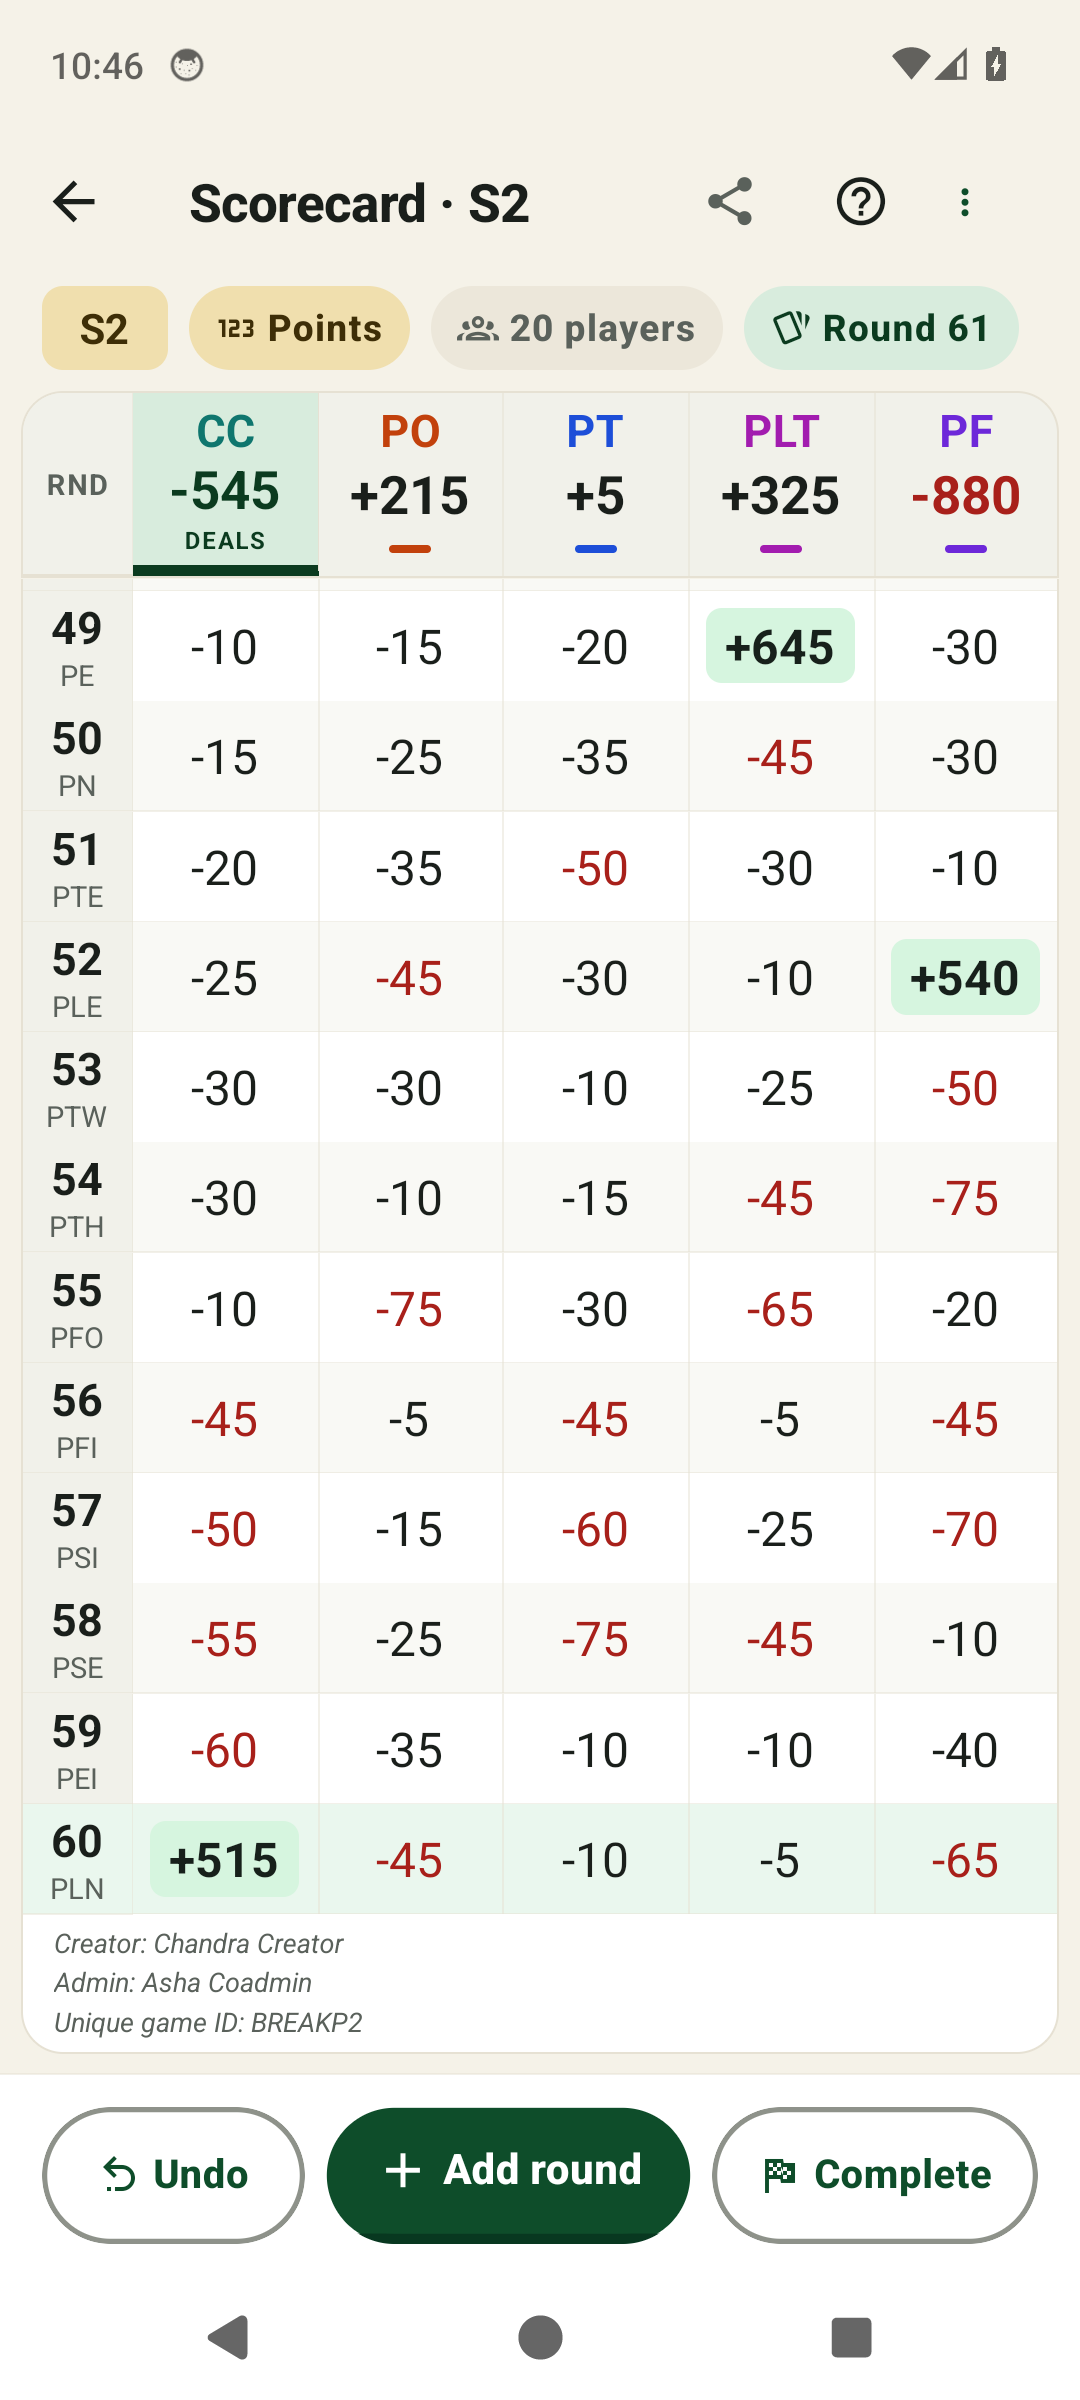 10:46
Scorecard · S2
S2 123 Points 20 players Round 61
RND CC PO PT PLT PF
-545 +215 +5 +325 -880
DEALS
49 PE -10 -15 -20 +645 -30
50 PN -15 -25 -35 -45 -30
51 PTE -20 -35 -50 -30 -10
52 PLE -25 -45 -30 -10 +540
53 PTW -30 -30 -10 -25 -50
54 PTH -30 -10 -15 -45 -75
55 PFO -10 -75 -30 -65 -20
56 PFI -45 -5 -45 -5 -45
57 PSI -50 -15 -60 -25 -70
58 PSE -55 -25 -75 -45 -10
59 PEI -60 -35 -10 -10 -40
60 PLN +515 -45 -10 -5 -65
Creator: Chandra Creator
Admin: Asha Coadmin
Unique game ID: BREAKP2
Undo + Add round Complete